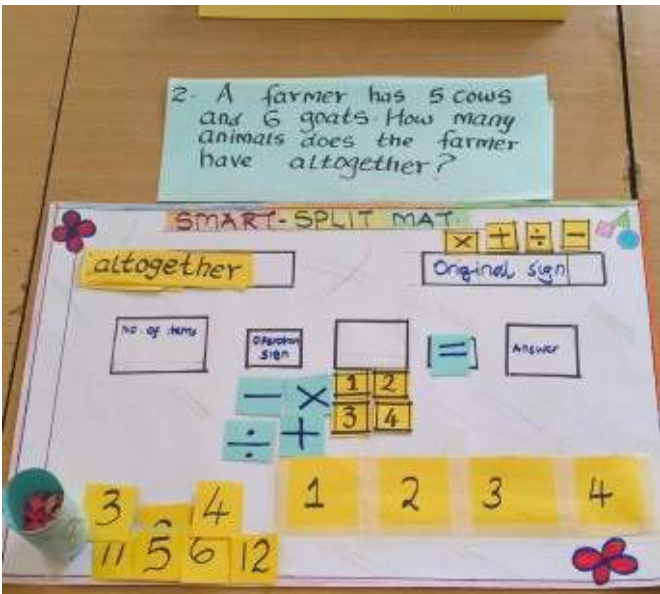 2. A farmer has 5 cows
and 6 goats. How many
animals does the farmer
have altogether?
SMART-SPLIT MAT
× + ÷ −
altogether
Original sign
No. of items
Operation sign
=
Answer
− ×
1 2
÷ +
3 4
3 4
1 2 3 4
11 5 6 12